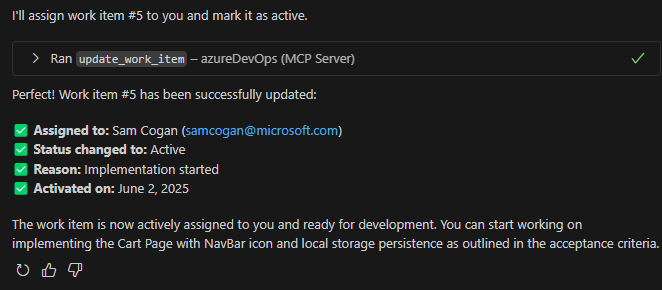 I'll assign work item #5 to you and mark it as active.
Ran update_work_item – azureDevOps (MCP Server)
Perfect! Work item #5 has been successfully updated:
Assigned to: Sam Cogan (samcogan@microsoft.com)
Status changed to: Active
Reason: Implementation started
Activated on: June 2, 2025
The work item is now actively assigned to you and ready for development. You can start working on
implementing the Cart Page with NavBar icon and local storage persistence as outlined in the acceptance criteria.